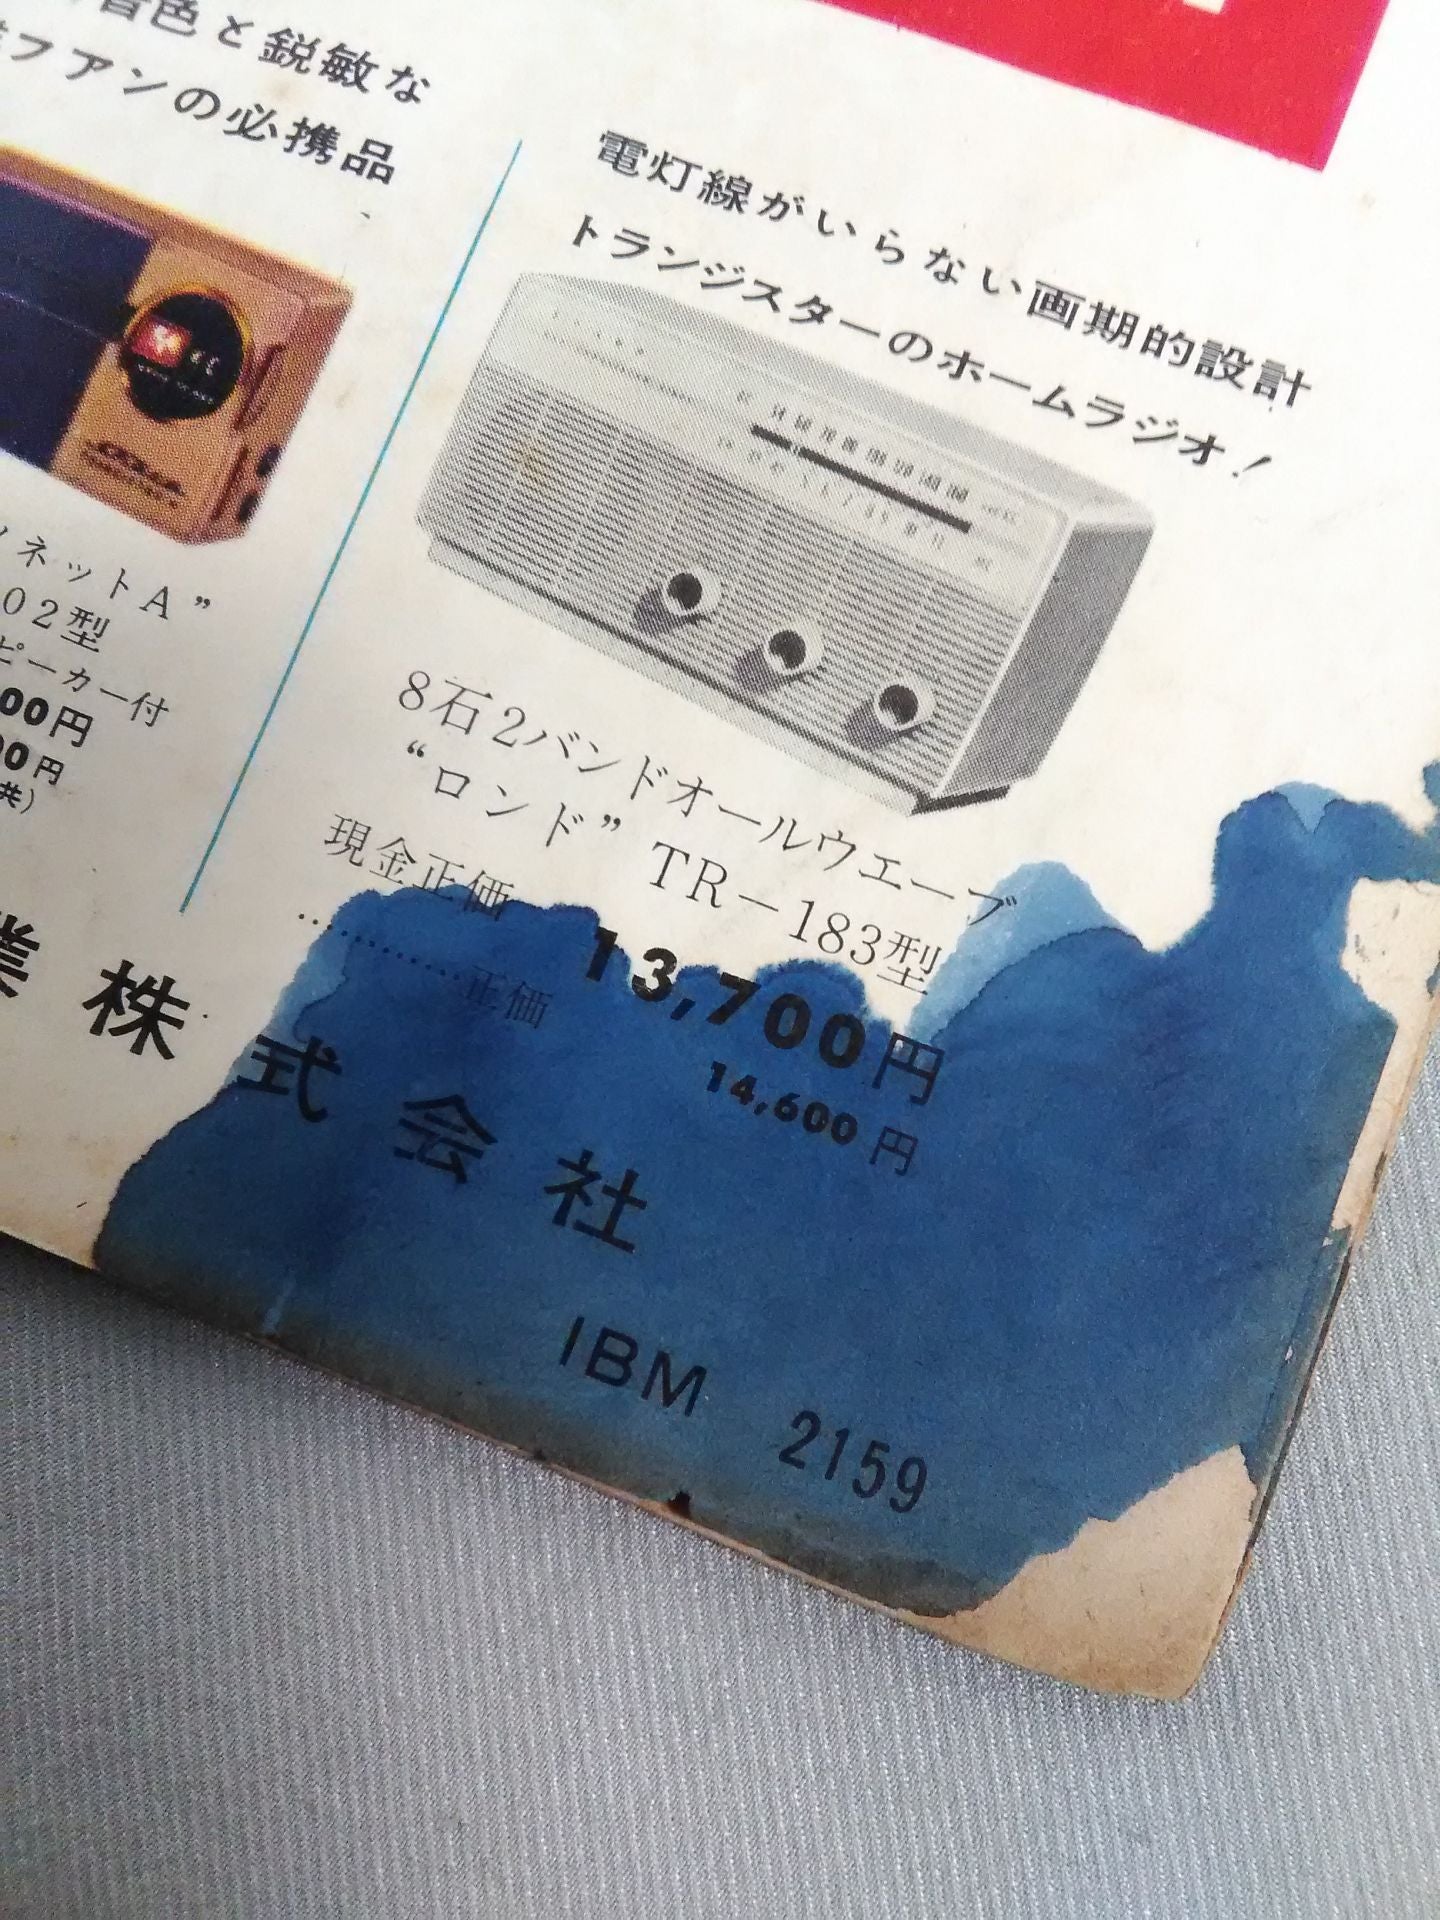 音色と鋭敏な
ファンの必携品
ネットA”
02型
ピーカー付
00円
00円
電灯線がいらない画期的設計
トランジスターのホームラジオ!
8石2バンドオールウエーブ
“ロンド” TR-183型
現金正価 13,700円
…………正価 14,600円
業株式会社
IBM 2159